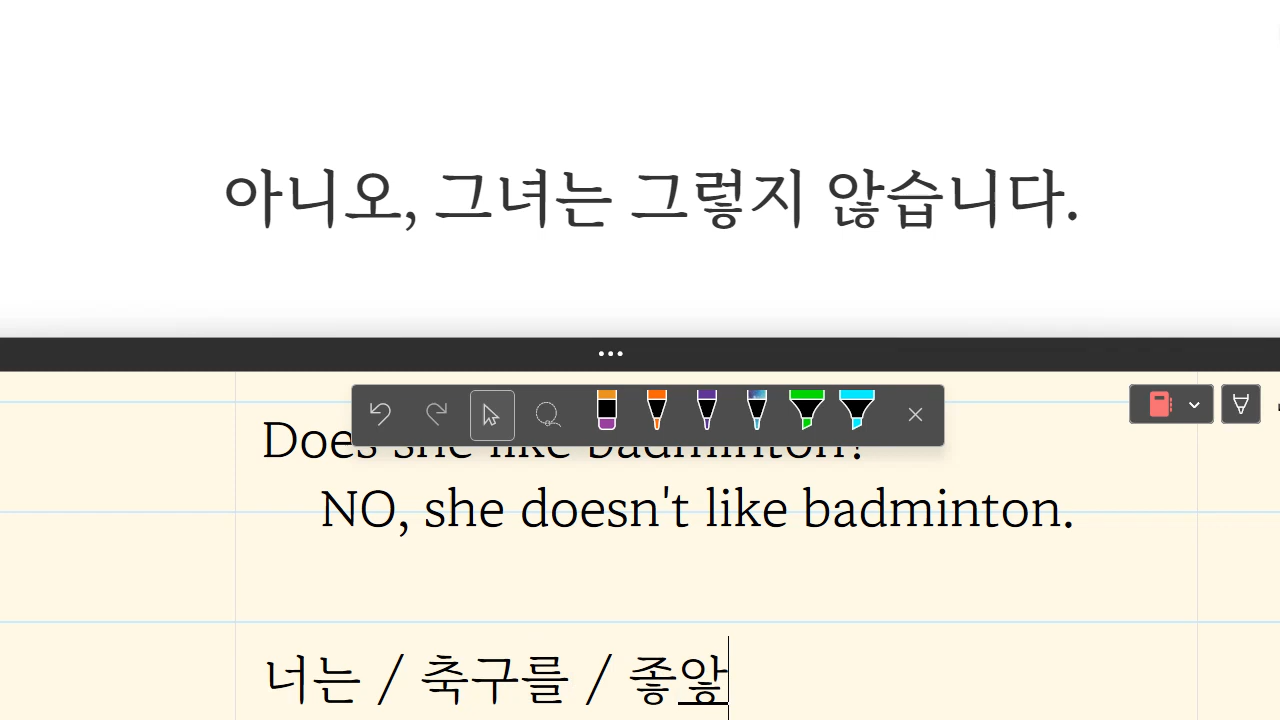 아니오, 그녀는 그렇지 않습니다.
Does she like badminton?
NO, she doesn't like badminton.
너는 / 축구를 / 좋앟